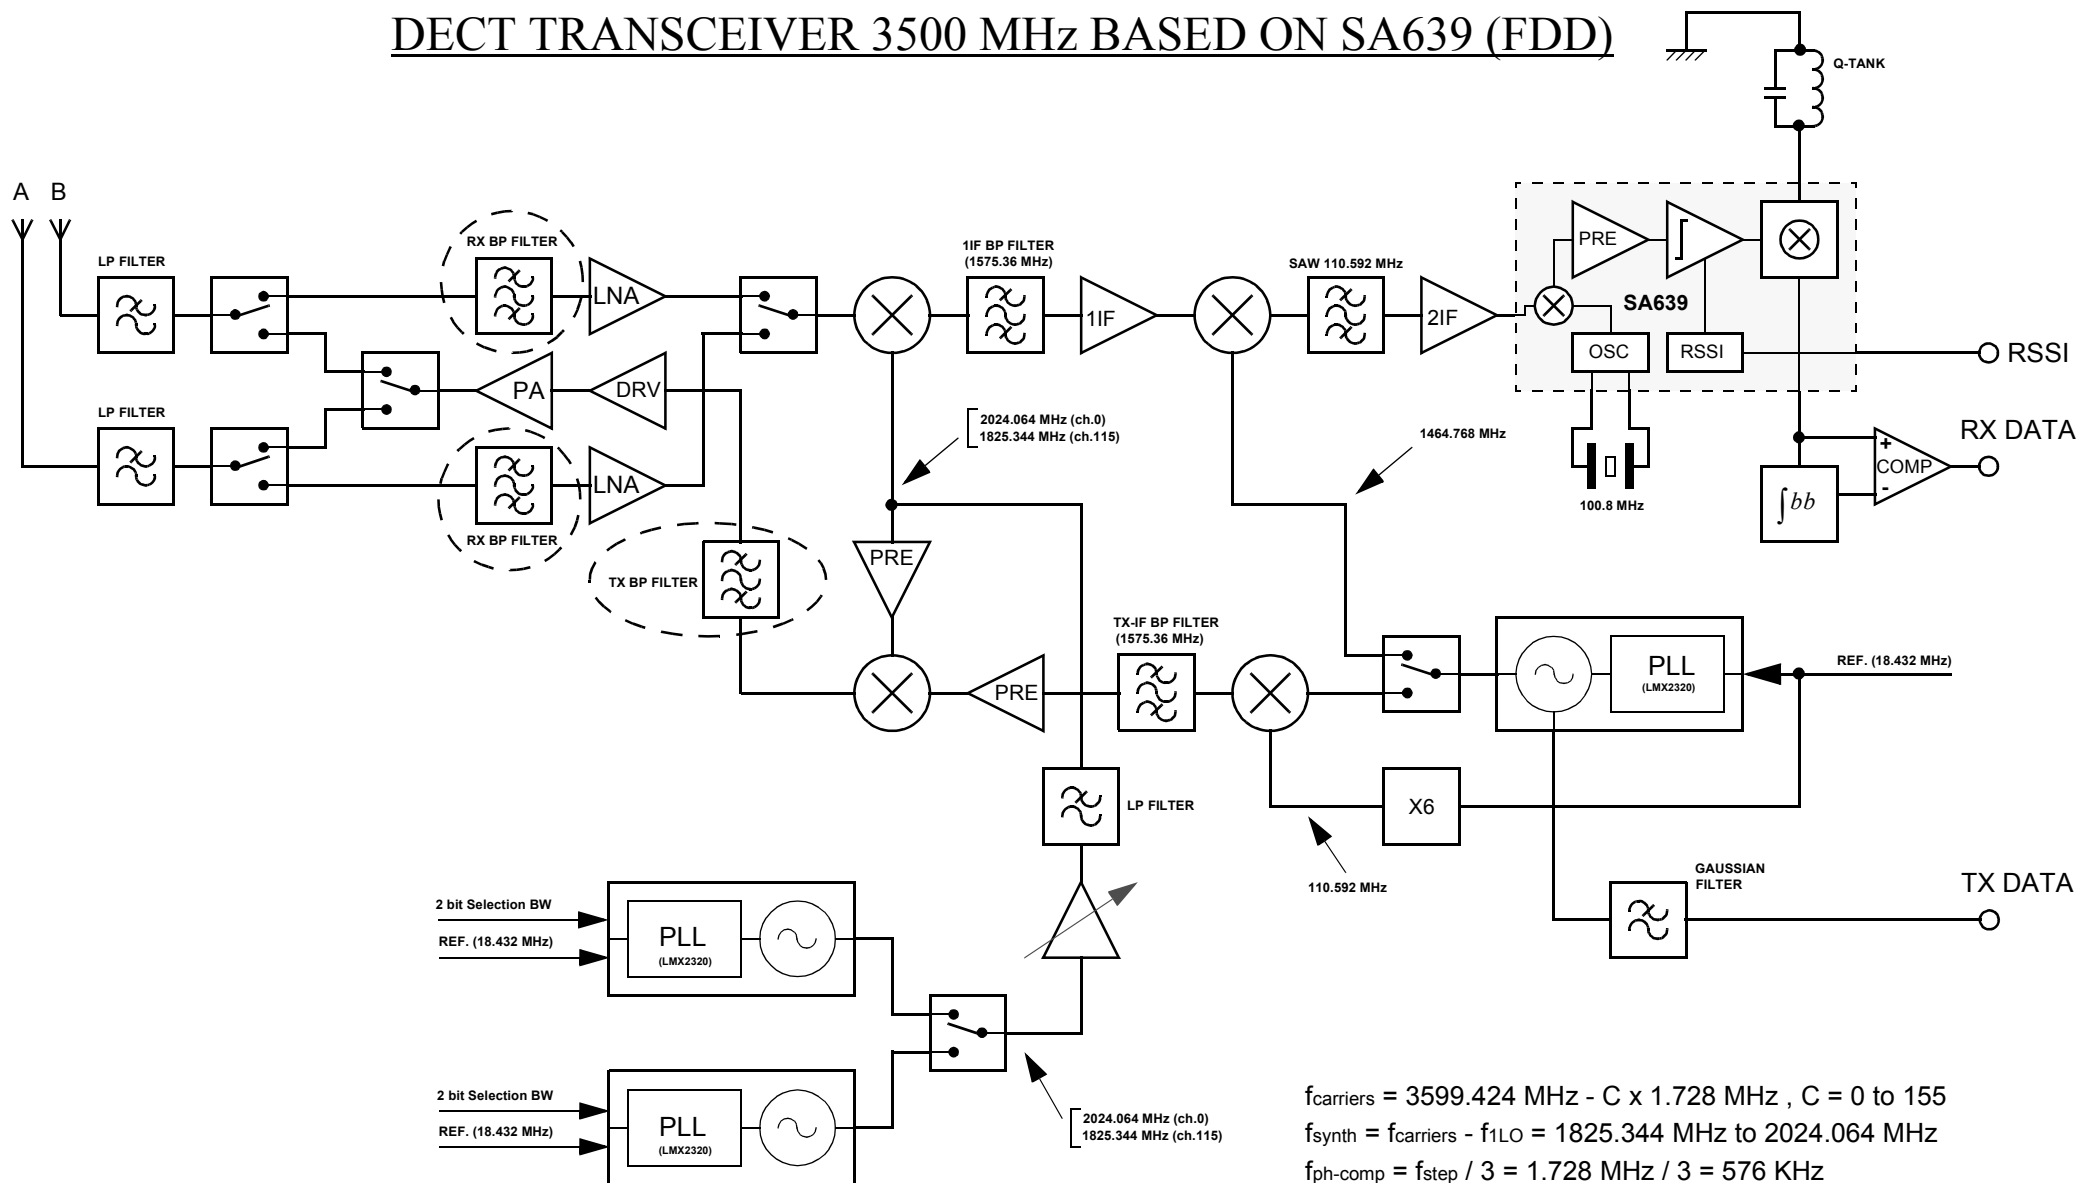 DECT TRANSCEIVER 3500 MHz BASED ON SA639 (FDD)
Q-TANK
A B
LP FILTER
RX BP FILTER
LNA
1IF BP FILTER
(1575.36 MHz)
1IF
SAW 110.592 MHz
2IF
PRE
SA639
OSC
RSSI
RSSI
100.8 MHz
LP FILTER
PA
DRV
LNA
RX BP FILTER
2024.064 MHz (ch.0)
1825.344 MHz (ch.115)
1464.768 MHz
RX DATA
+
COMP
-
∫bb
TX BP FILTER
PRE
TX-IF BP FILTER
(1575.36 MHz)
PRE
PLL
(LMX2320)
REF. (18.432 MHz)
LP FILTER
X6
110.592 MHz
GAUSSIAN
FILTER
TX DATA
2 bit Selection BW
REF. (18.432 MHz)
PLL
(LMX2320)
2 bit Selection BW
REF. (18.432 MHz)
PLL
(LMX2320)
2024.064 MHz (ch.0)
1825.344 MHz (ch.115)
fcarriers = 3599.424 MHz - C x 1.728 MHz , C = 0 to 155
fsynth = fcarriers - f1LO = 1825.344 MHz to 2024.064 MHz
fph-comp = fstep / 3 = 1.728 MHz / 3 = 576 KHz